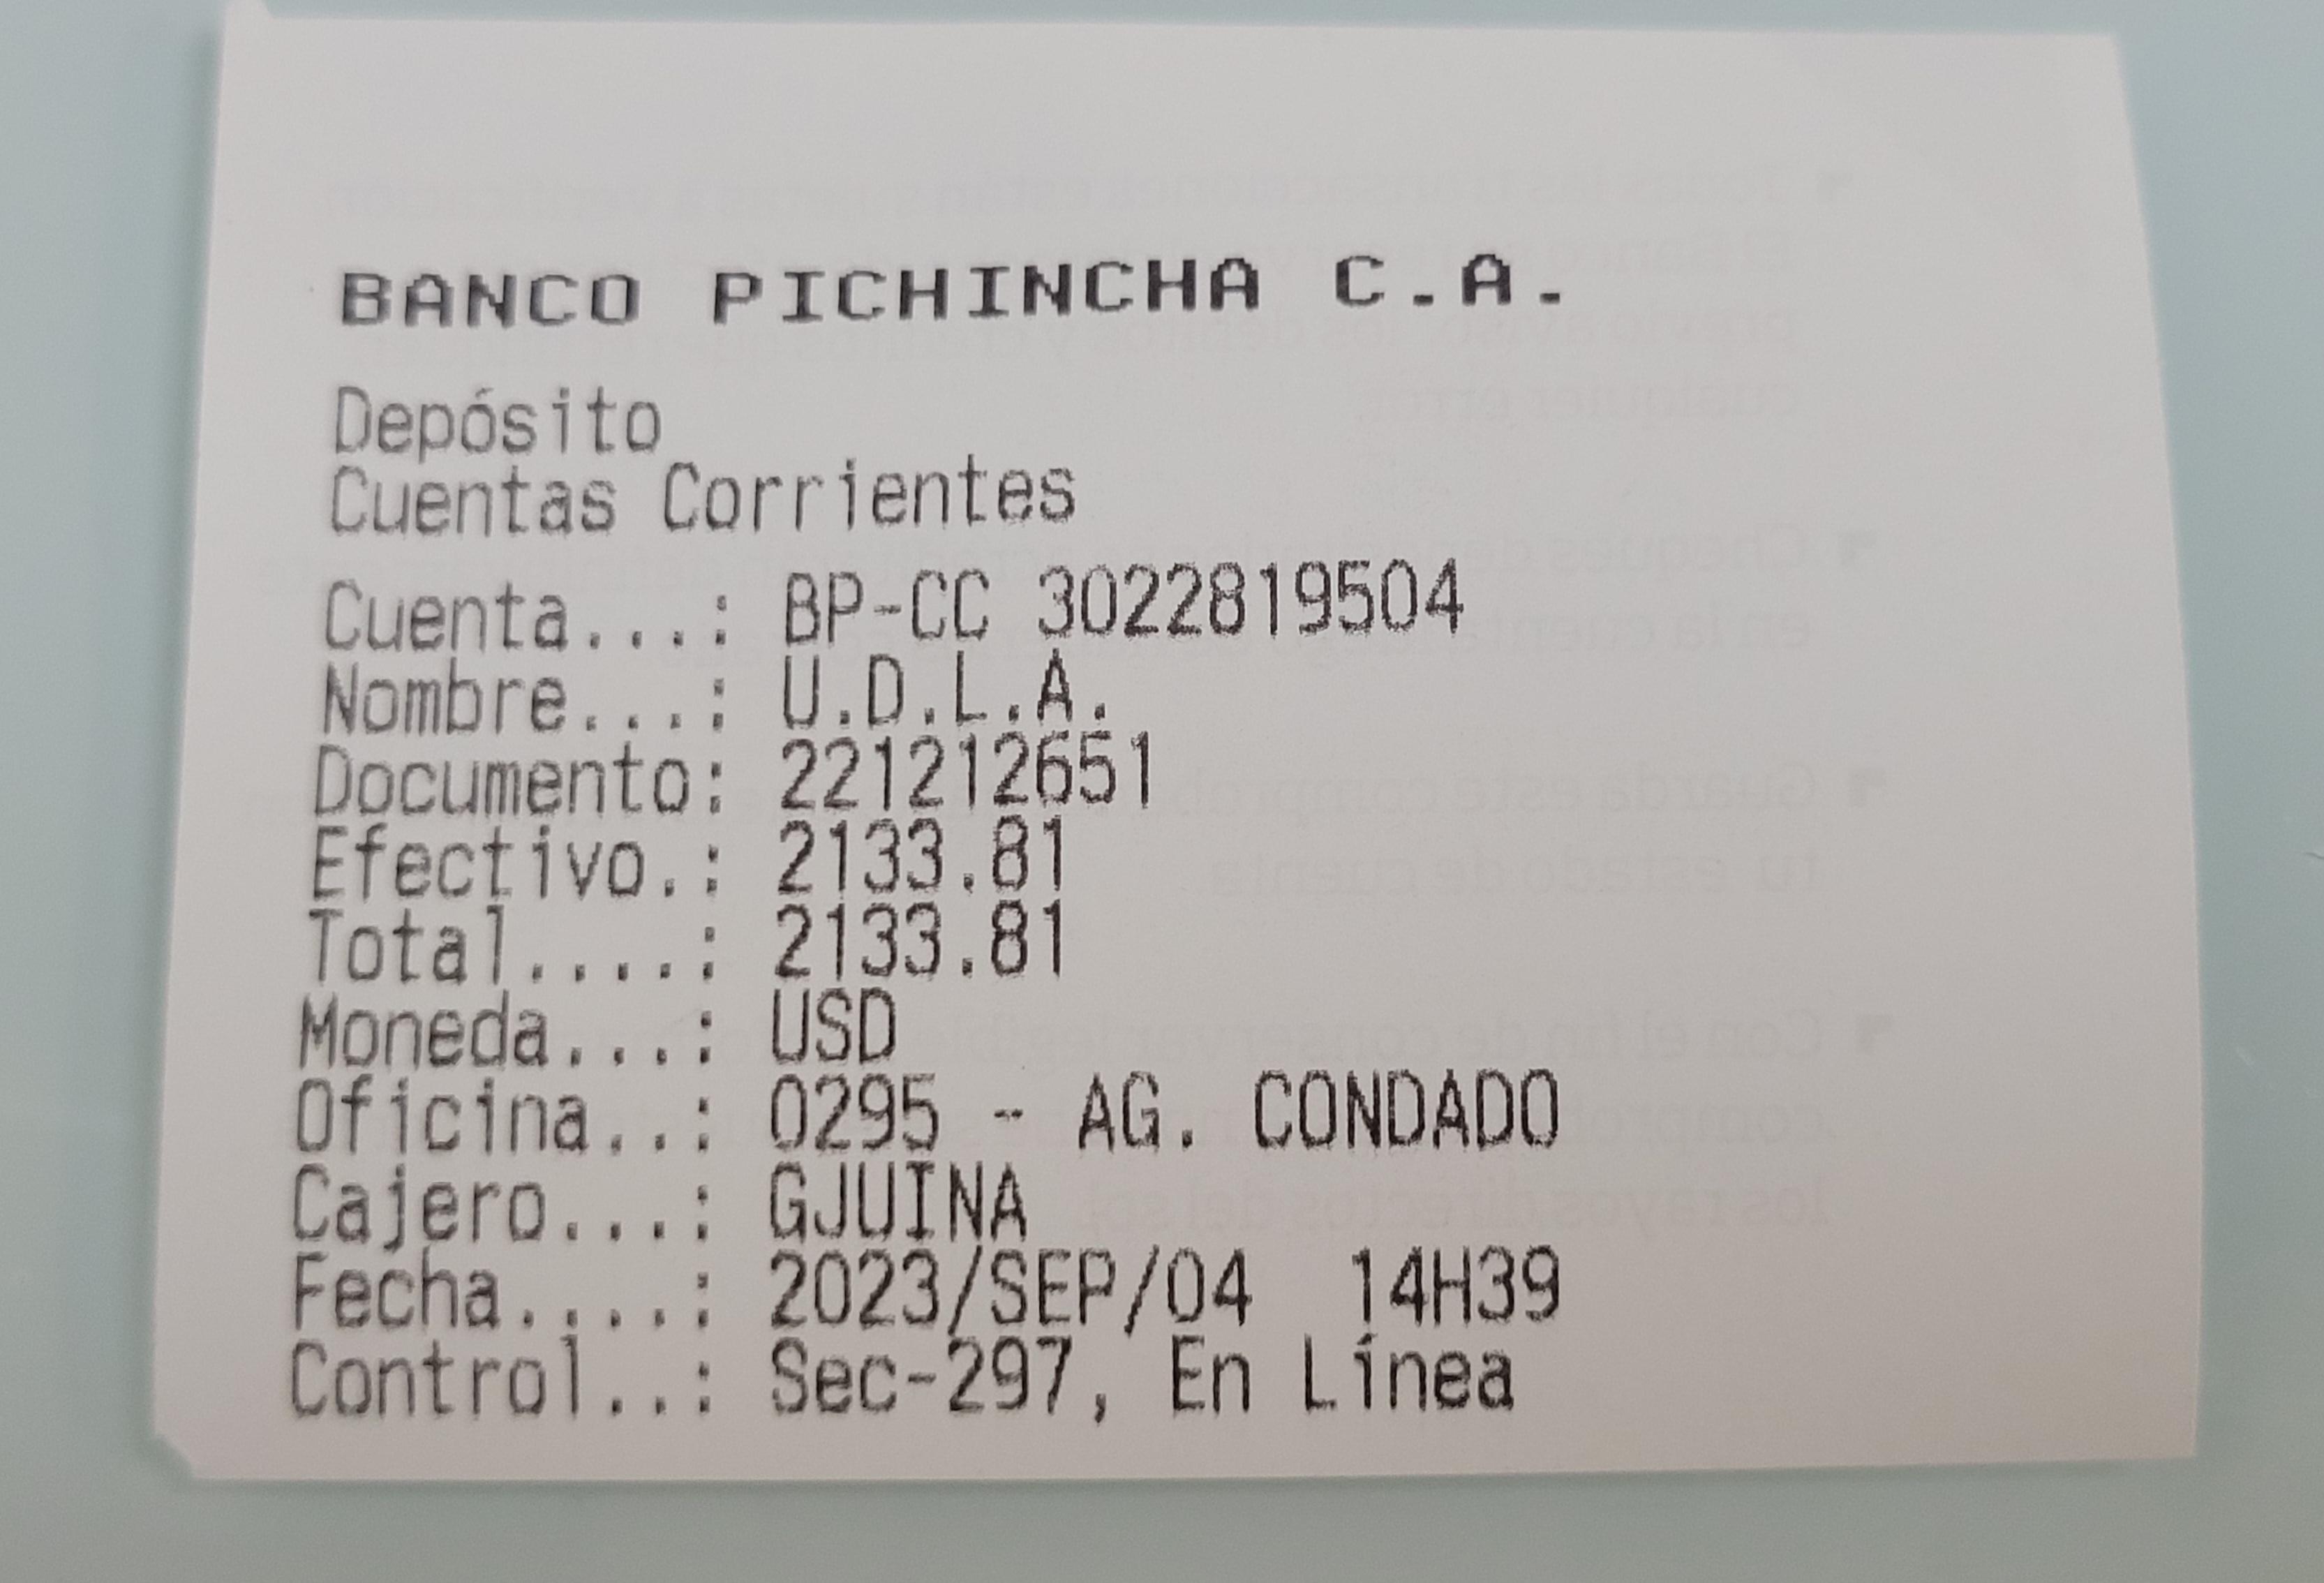 BANCO PICHINCHA C.A.
Depósito
Cuentas Corrientes
Cuenta...: BP-CC 3022819504
Nombre...: U.D.L.A.
Documento: 221212651
Efectivo.: 2133.81
Total....: 2133.81
Moneda...: USD
Oficina..: 0295 - AG. CONDADO
Cajero...: GJUINA
Fecha....: 2023/SEP/04  14H39
Control..: Sec-297, En Línea